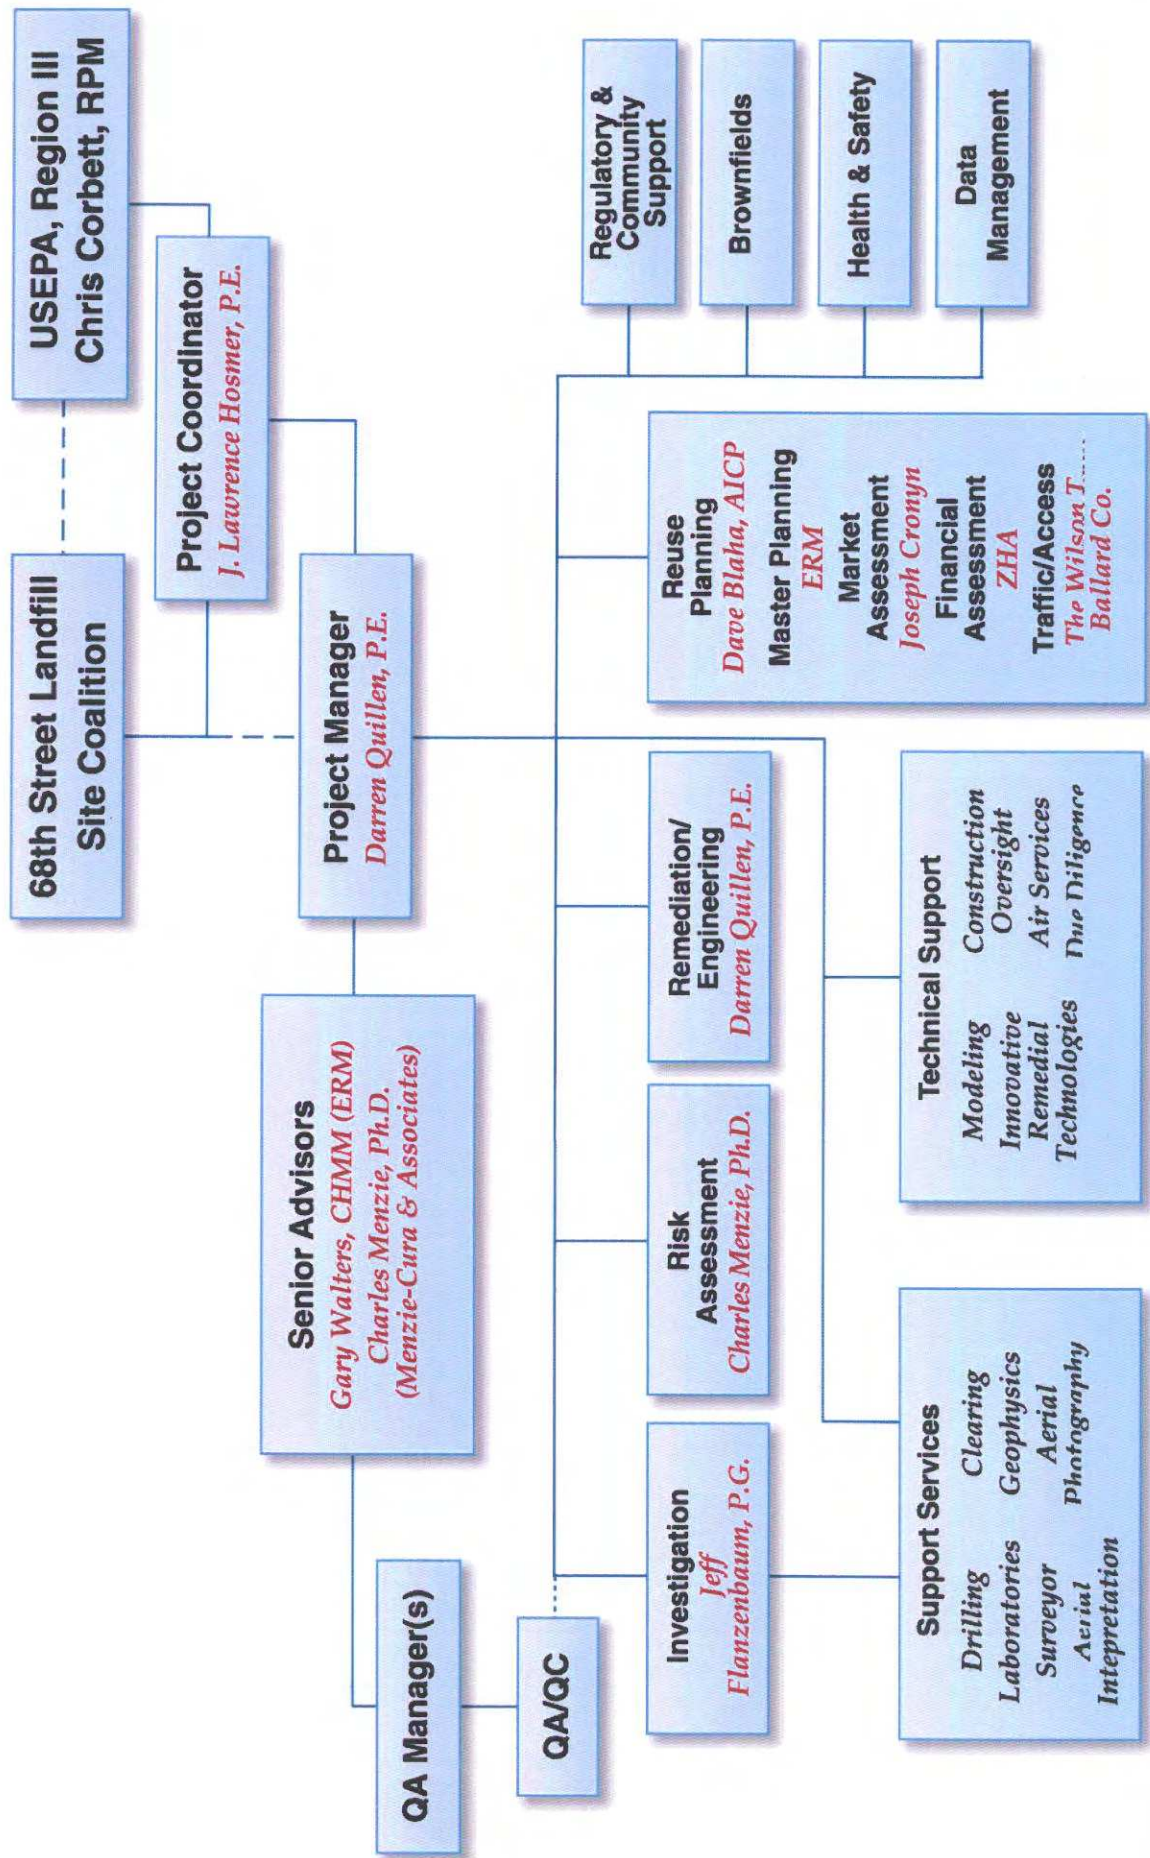 68th Street Landfill
Site Coalition
USEPA, Region III
Chris Corbett, RPM
Project Coordinator
J. Lawrence Hosmer, P.E.
Project Manager
Darren Quillen, P.E.
Senior Advisors
Gary Walters, CHMM (ERM)
Charles Menzie, Ph.D.
(Menzie-Cura & Associates)
QA Manager(s)
QA/QC
Investigation
Jeff
Flanzenbaum, P.G.
Risk
Assessment
Charles Menzie, Ph.D.
Remediation/
Engineering
Darren Quillen, P.E.
Reuse
Planning
Dave Blaha, AICP
Master Planning
ERM
Market
Assessment
Joseph Cronyn
Financial
Assessment
ZHA
Traffic/Access
The Wilson T.
Ballard Co.
Regulatory &
Community
Support
Brownfields
Health & Safety
Data
Management
Support Services
Drilling
Laboratories
Surveyor
Aerial
Intepretation
Clearing
Geophysics
Aerial
Photography
Technical Support
Modeling
Innovative
Remedial
Technologies
Construction
Oversight
Air Services
Due Diligence